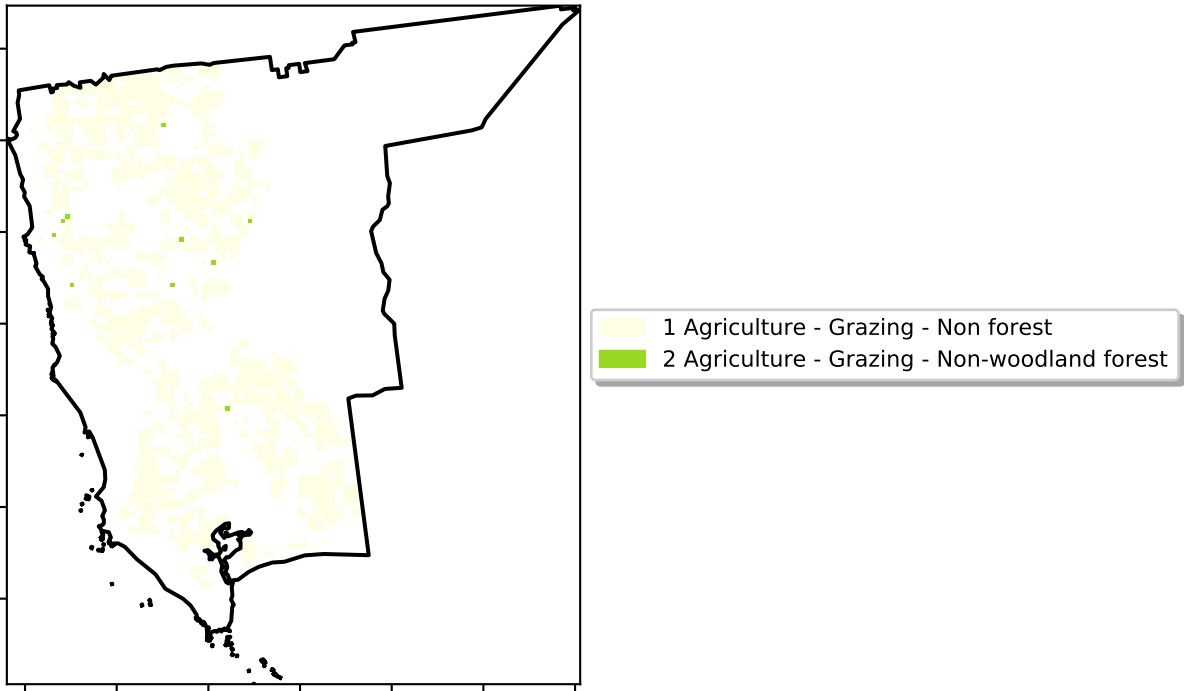 1 Agriculture - Grazing - Non forest
2 Agriculture - Grazing - Non-woodland forest